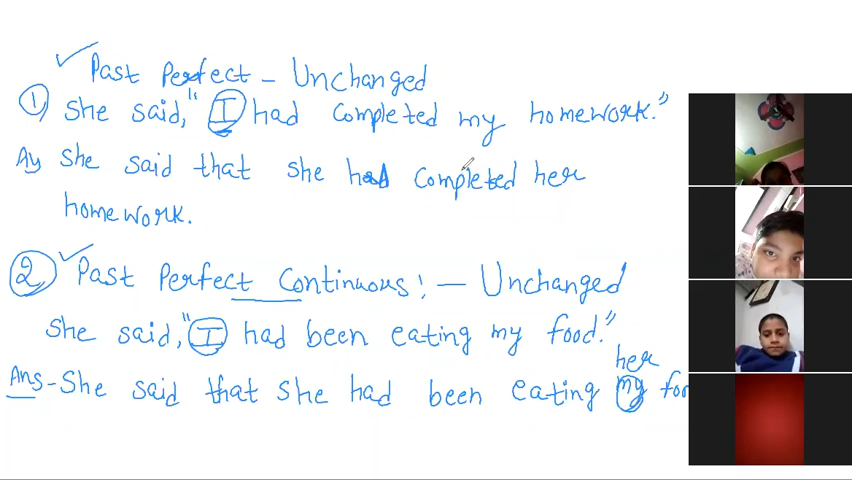 Past Perfect - Unchanged
① She said, "I had completed my homework."
Ay She said that she had completed her
homework.
② Past Perfect Continuous! - Unchanged
She said, "I had been eating my food."
her
Ans - She said that she had been eating my